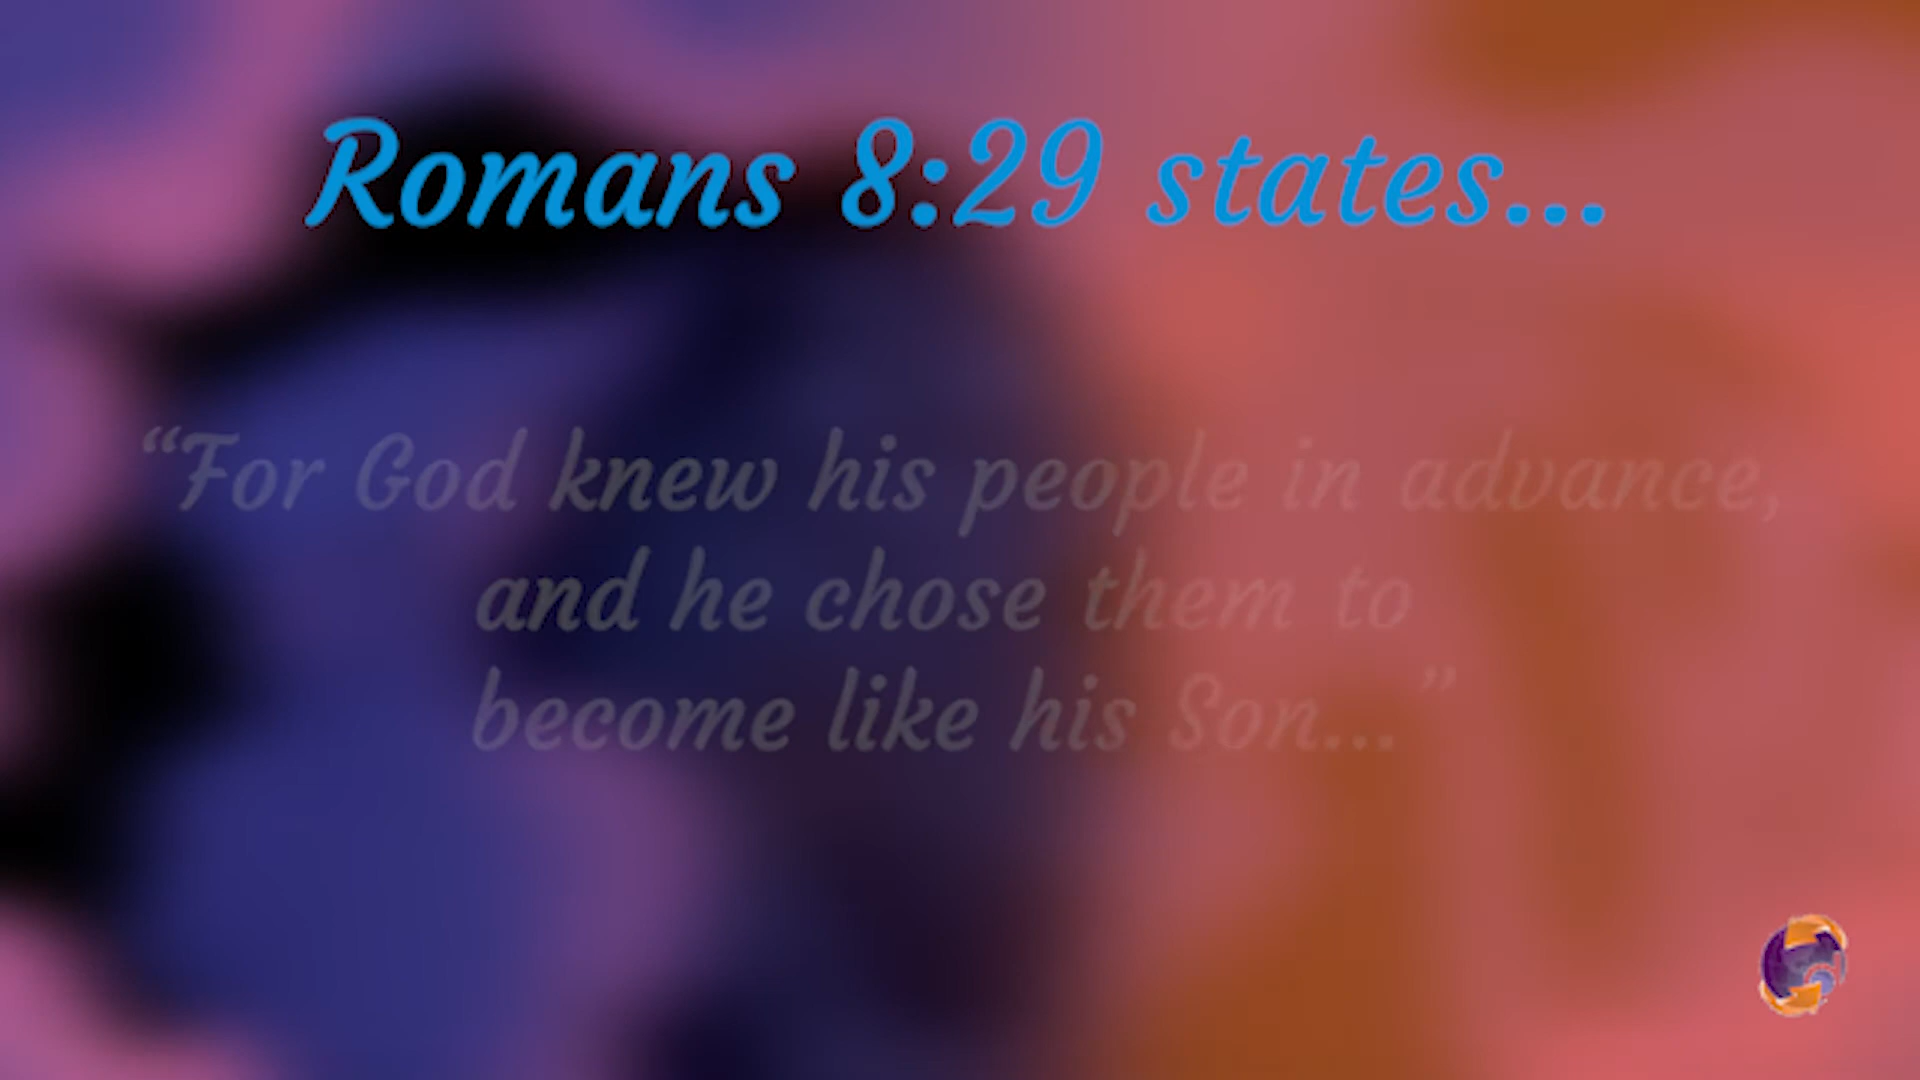 Romans 8:29 states...
“For God knew his people in advance,
and he chose them to
become like his Son...”